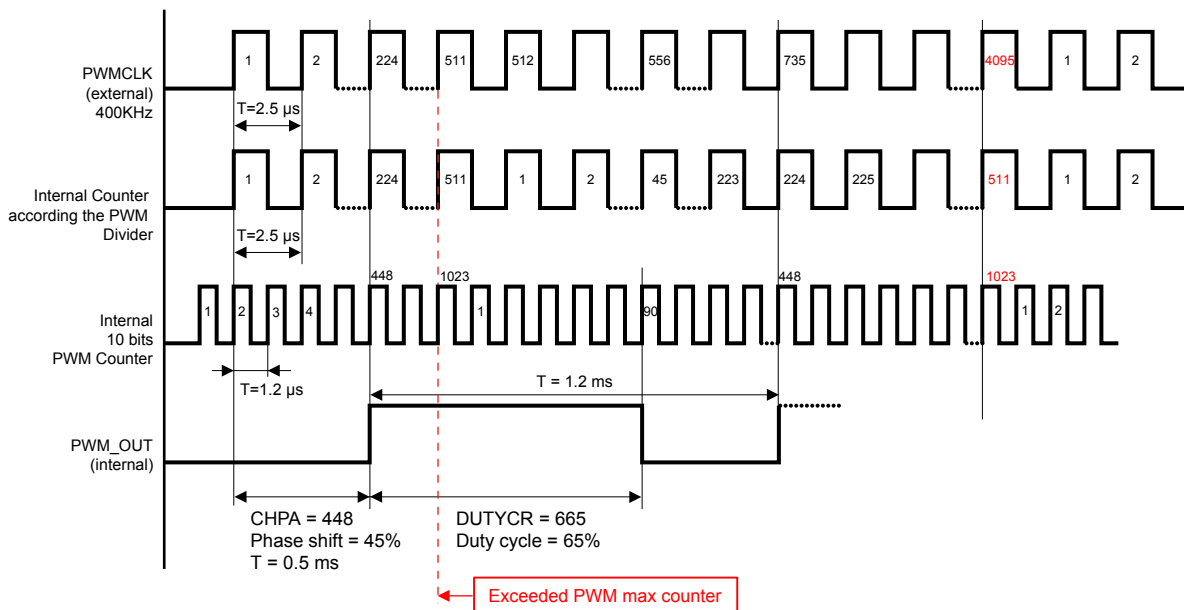 1 2 224 511 512 556 735 4095 1 2
PWMCLK
(external)
400KHz
T=2.5 µs
1 2 224 511 1 2 45 223 224 225 511 1 2
Internal Counter
according the PWM
Divider
T=2.5 µs
448 1023 448 1023
1 2 3 4 1 90 1 2
Internal
10 bits
PWM Counter
T=1.2 µs
T = 1.2 ms
PWM_OUT
(internal)
CHPA = 448
Phase shift = 45%
T = 0.5 ms
DUTYCR = 665
Duty cycle = 65%
Exceeded PWM max counter